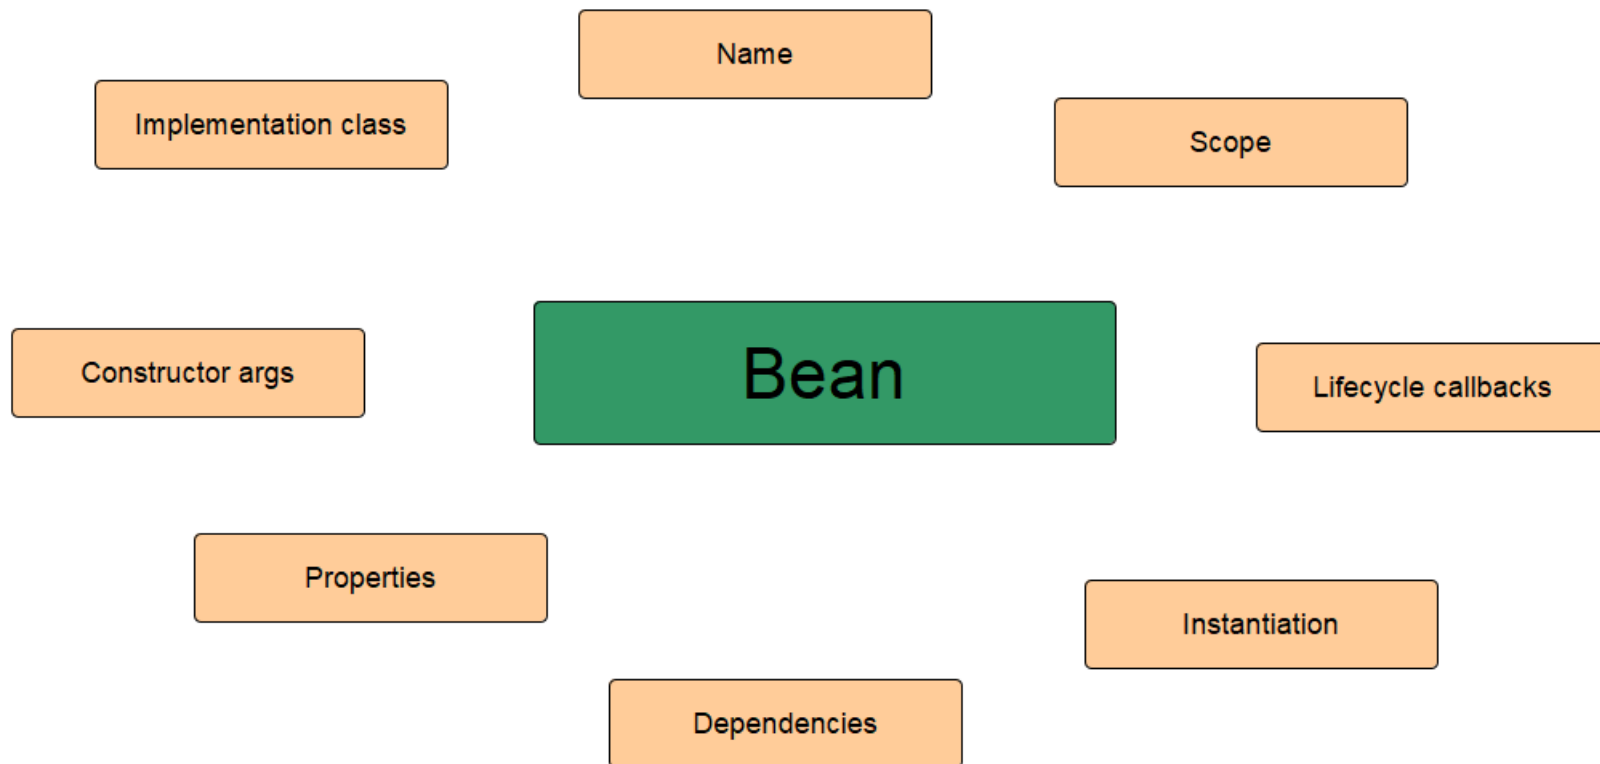 Name
Implementation class
Scope
Constructor args
Bean
Lifecycle callbacks
Properties
Instantiation
Dependencies